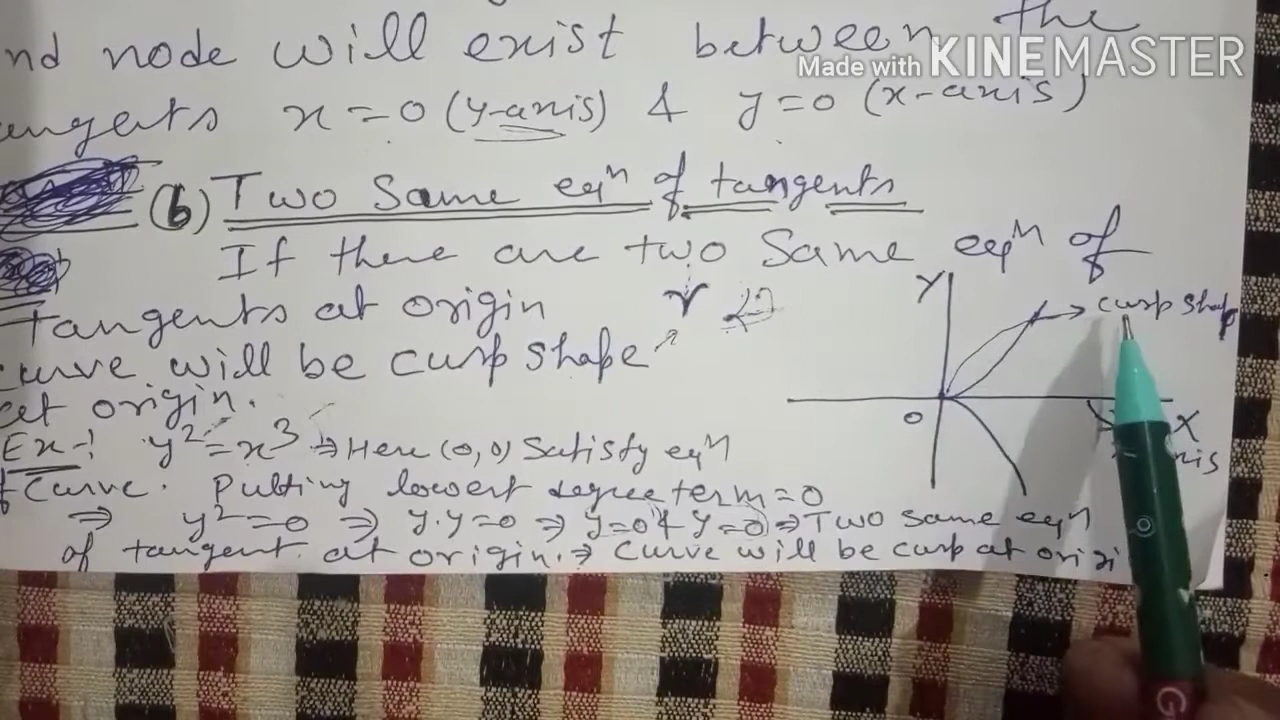 nd node will exist between the
Made with KINEMASTER
angents x=0 (y-axis) & y=0 (x-axis)
(b) Two Same eqⁿ of tangents
If there are two Same eqⁿ of
Tangents at origin
curve will be cusp shape
at origin.
Y
cusp shap
O
X
Ex-! y²=x³ ⇒ Here (0,0) Satisfy eqⁿ
of Curve. Putting lowest degree term=0
⇒ y²=0 ⇒ y.y=0 ⇒ y=0 & y=0 ⇒ Two same eqⁿ
of tangent at origin. ⇒ Curve will be cusp at origi